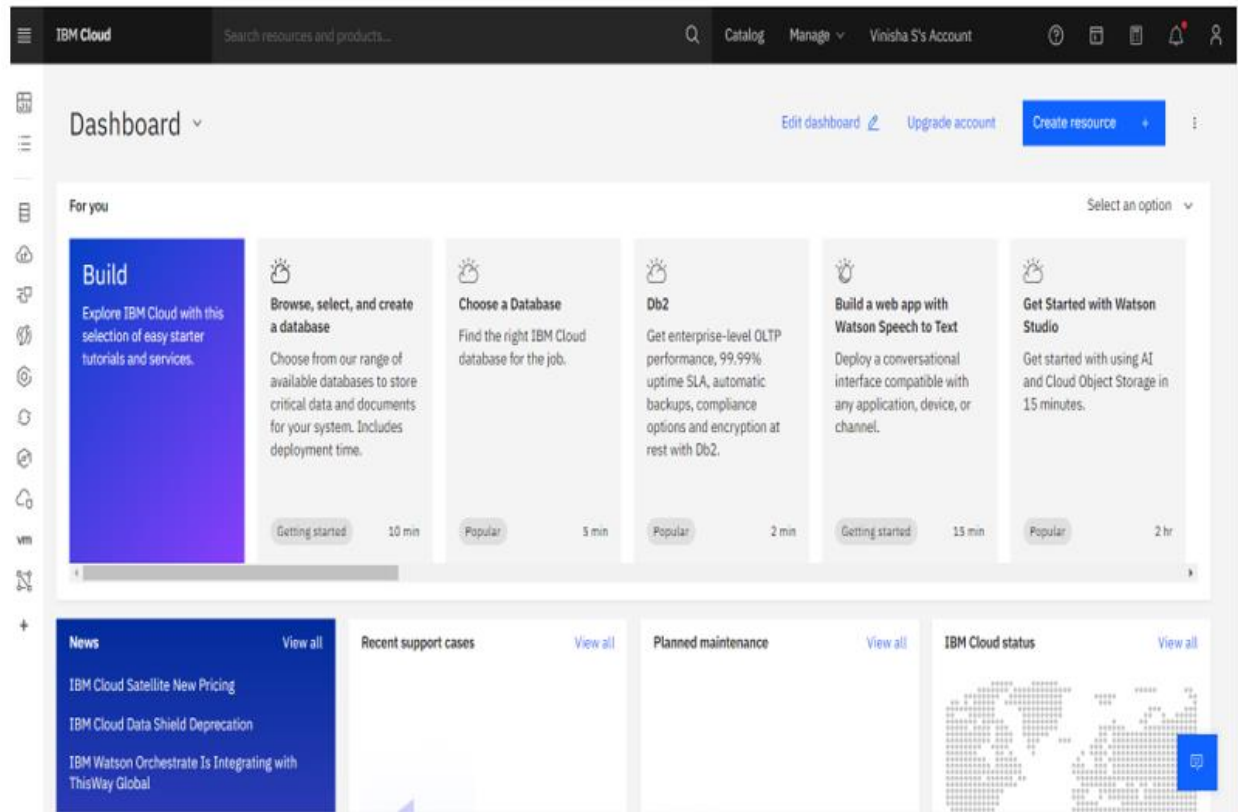 IBM Cloud
Search resources and products...
Catalog
Manage
Vinisha S's Account
Dashboard
Edit dashboard
Upgrade account
Create resource +
For you
Select an option
Build
Explore IBM Cloud with this
selection of easy starter
tutorials and services.
Browse, select, and create
a database
Choose from our range of
available databases to store
critical data and documents
for your system. Includes
deployment time.
Getting started
10 min
Choose a Database
Find the right IBM Cloud
database for the job.
Popular
5 min
Db2
Get enterprise-level OLTP
performance, 99.99%
uptime SLA, automatic
backups, compliance
options and encryption at
rest with Db2.
Popular
2 min
Build a web app with
Watson Speech to Text
Deploy a conversational
interface compatible with
any application, device, or
channel.
Getting started
15 min
Get Started with Watson
Studio
Get started with using AI
and Cloud Object Storage in
15 minutes.
Popular
2 hr
vm
News
View all
IBM Cloud Satellite New Pricing
IBM Cloud Data Shield Deprecation
IBM Watson Orchestrate Is Integrating with
ThisWay Global
Recent support cases
View all
Planned maintenance
View all
IBM Cloud status
View all